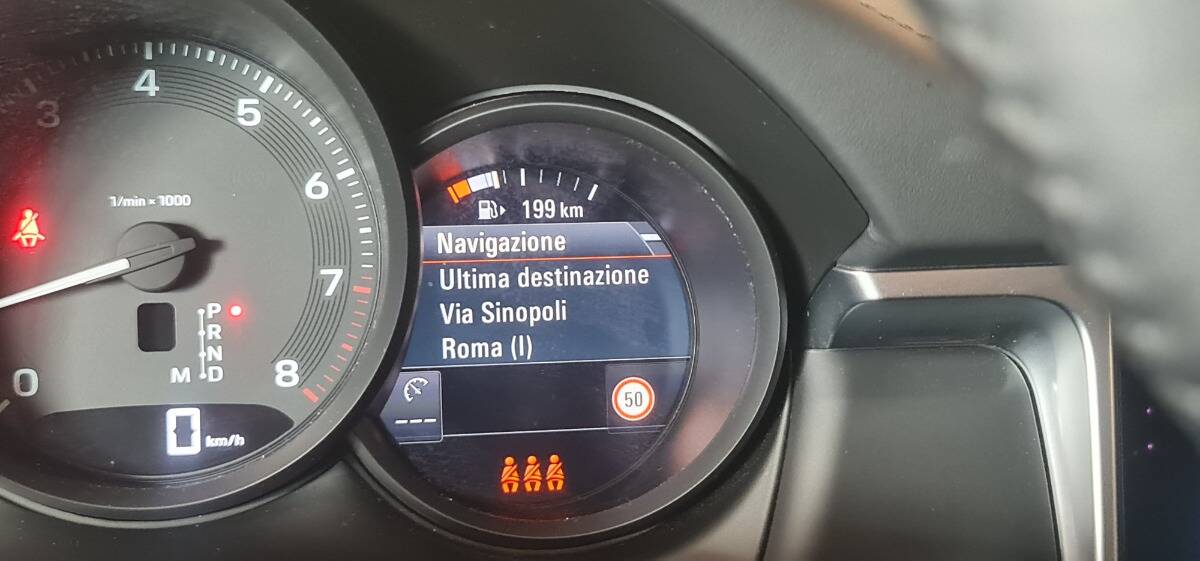 3
4
5
6
7
8
0
1/min × 1000
P
R
N
M D
0 km/h
199 km
Navigazione
Ultima destinazione
Via Sinopoli
Roma (I)
---
50